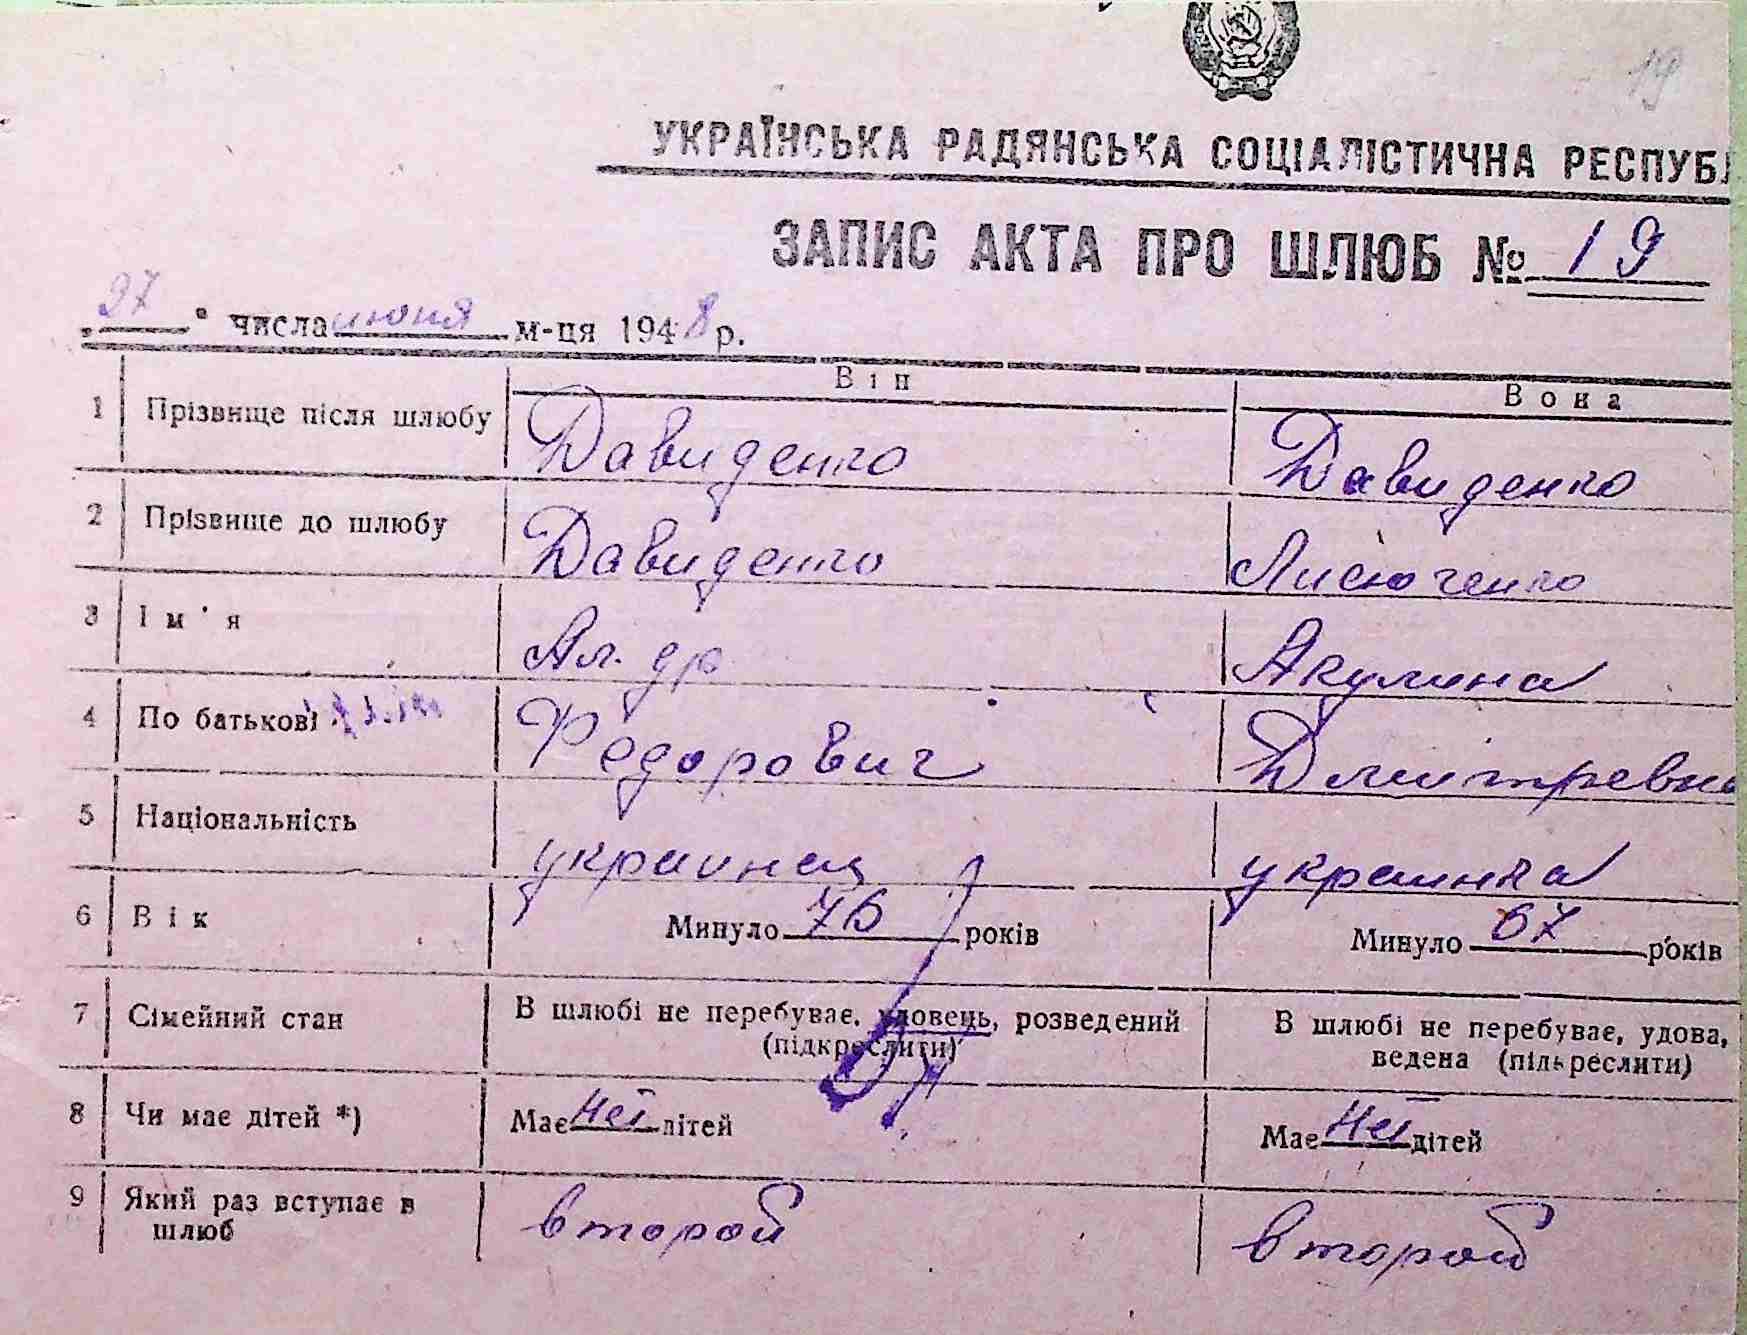 19
УКРАЇНСЬКА РАДЯНСЬКА СОЦІАЛІСТИЧНА РЕСПУБЛ
ЗАПИС АКТА ПРО ШЛЮБ № 19
„27" числа июня м-ця 1948 р.
Він Вона
1 Прізвище після шлюбу Давиденко Давиденко
2 Прізвище до шлюбу Давиденко Лисюченко
3 Ім'я Ал-др Акулина
4 По батькові Федорович Дмитревна
5 Національність украинец украинка
6 Вік Минуло 76 років Минуло 67 років
7 Сімейний стан В шлюбі не перебуває, удовець, розведений В шлюбі не перебуває, удова,
(підкреслити) ведена (підкреслити)
8 Чи має дітей *) Має нет дітей Має нет дітей
9 Який раз вступає в второй второй
шлюб